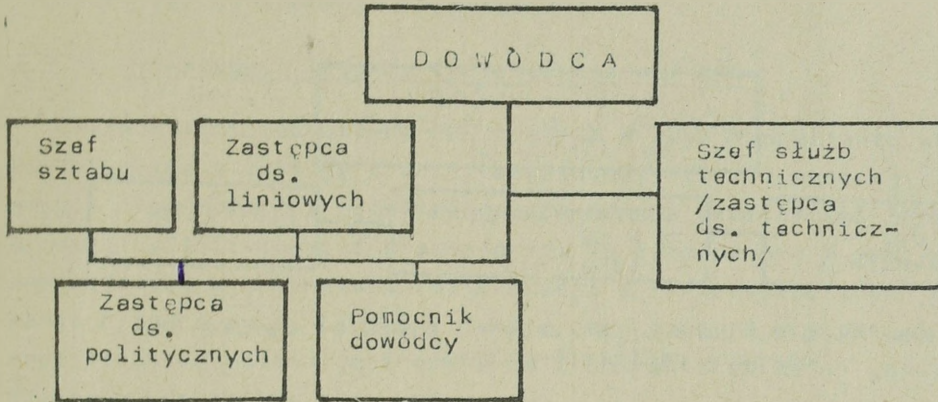 D O W Ó D C A
Szef
sztabu
Zastępca
ds.
liniowych
Szef służb
technicznych
/zastępca
ds. technicz-
nych/
Zastępca
ds.
politycznych
Pomocnik
dowódcy